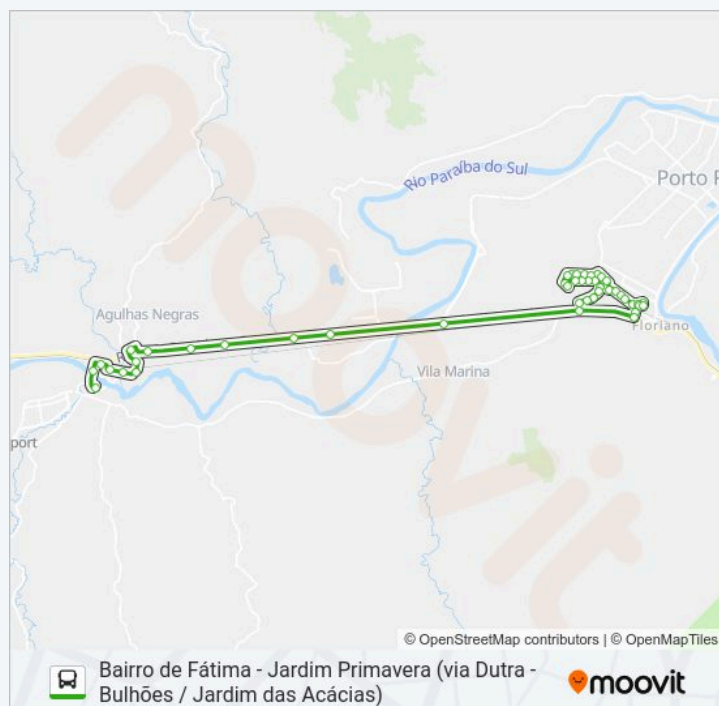 moovit
Rio Paraíba do Sul
Porto R
Agulhas Negras
Floriano
Vila Marina
port
© OpenStreetMap contributors | © OpenMapTiles
Bairro de Fátima - Jardim Primavera (via Dutra -
Bulhões / Jardim das Acácias)
moovit